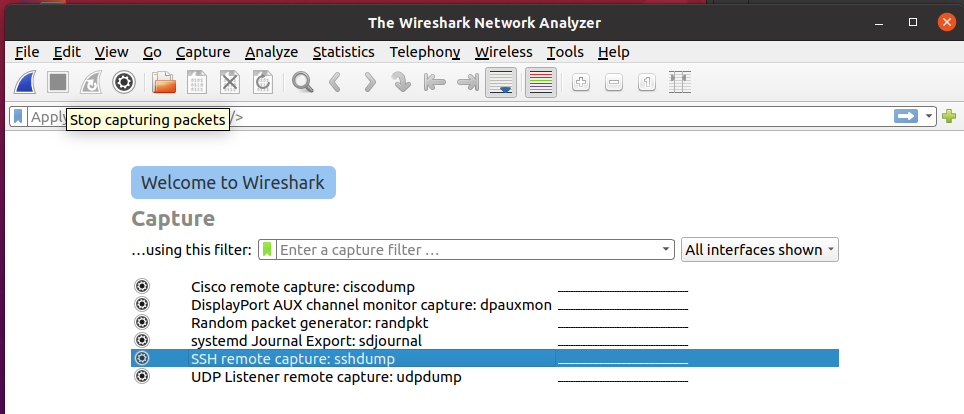 The Wireshark Network Analyzer
File Edit View Go Capture Analyze Statistics Telephony Wireless Tools Help
Apply /> 
Stop capturing packets
Welcome to Wireshark
Capture
...using this filter: Enter a capture filter ... All interfaces shown
Cisco remote capture: ciscodump
DisplayPort AUX channel monitor capture: dpauxmon
Random packet generator: randpkt
systemd Journal Export: sdjournal
SSH remote capture: sshdump
UDP Listener remote capture: udpdump